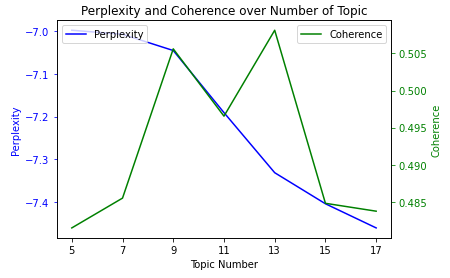 Perplexity and Coherence over Number of Topic
Perplexity
Coherence
−7.0
−7.1
−7.2
−7.3
−7.4
Perplexity
0.505
0.500
0.495
0.490
0.485
Coherence
5 7 9 11 13 15 17
Topic Number